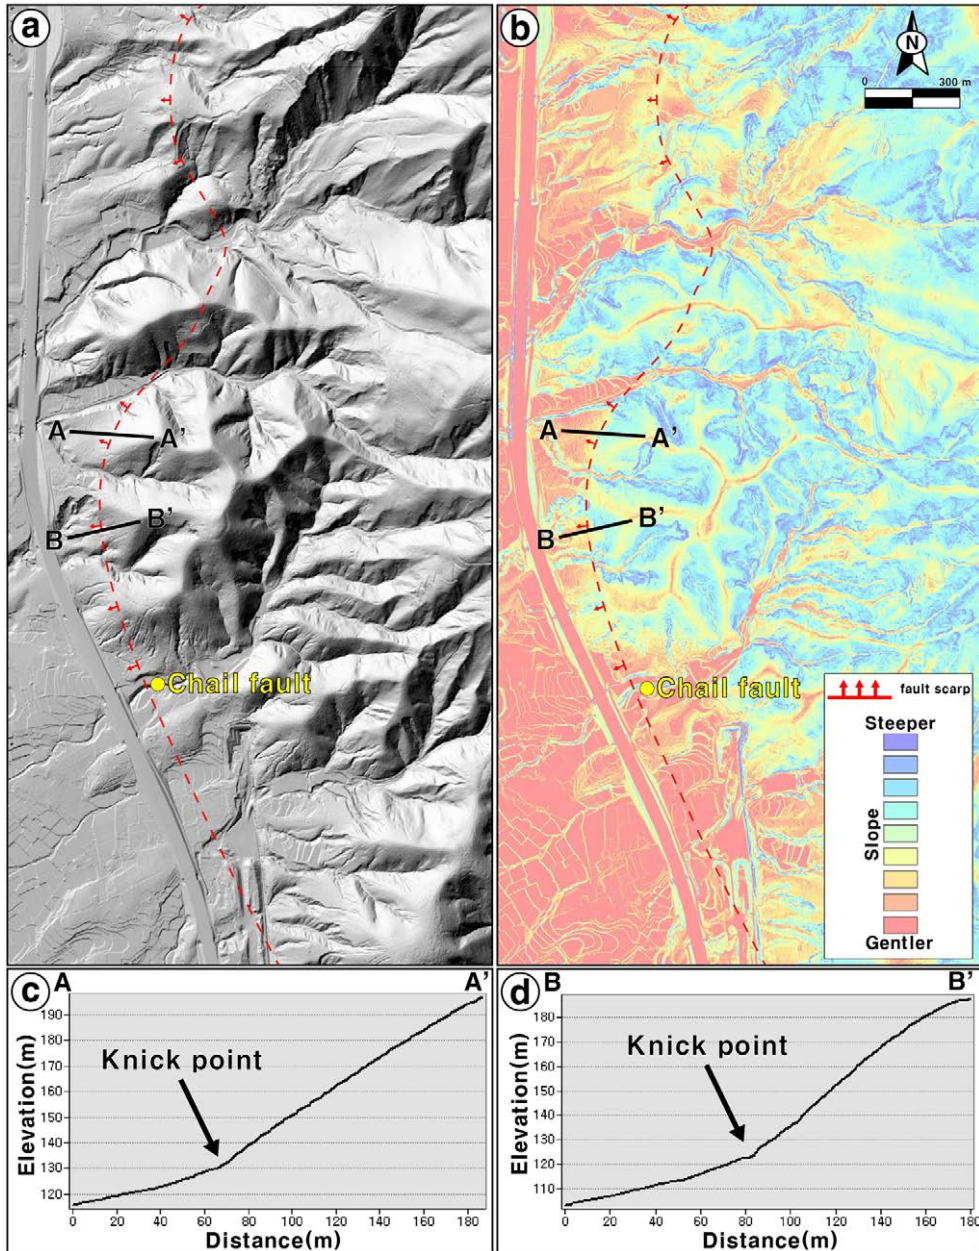 a
A
A'
B
B'
Chail fault
b
N
0
300 m
A
A'
B
B'
Chail fault
fault scarp
Steeper
Slope
Gentler
c
A
A'
Elevation(m)
190
180
170
160
150
140
130
120
Knick point
0 20 40 60 80 100 120 140 160 180
Distance(m)
d
B
B'
Elevation(m)
180
170
160
150
140
130
120
110
Knick point
0 20 40 60 80 100 120 140 160 180
Distance(m)